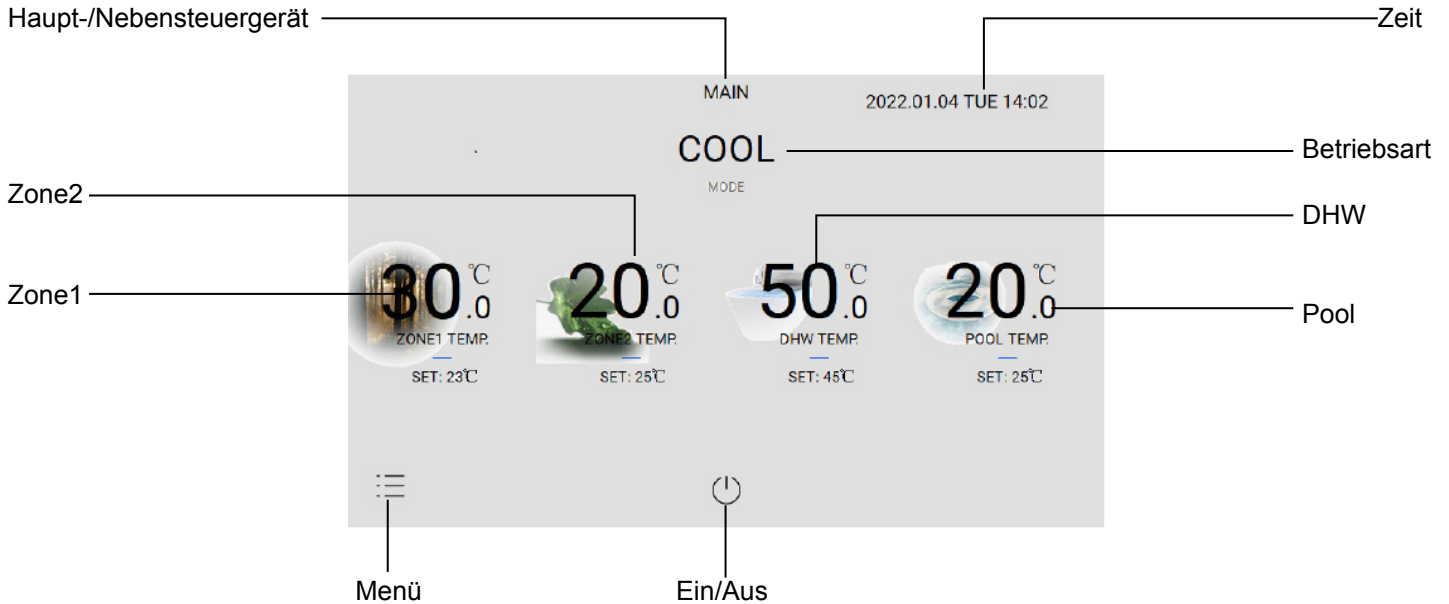 Haupt-/Nebensteuergerät
Zeit
MAIN
2022.01.04 TUE 14:02
COOL
Betriebsart
MODE
Zone2
DHW
30.0℃
20.0℃
50.0℃
20.0℃
Zone1
Pool
ZONE1 TEMP.
ZONE2 TEMP.
DHW TEMP.
POOL TEMP.
SET: 23℃
SET: 25℃
SET: 45℃
SET: 25℃
Menü
Ein/Aus